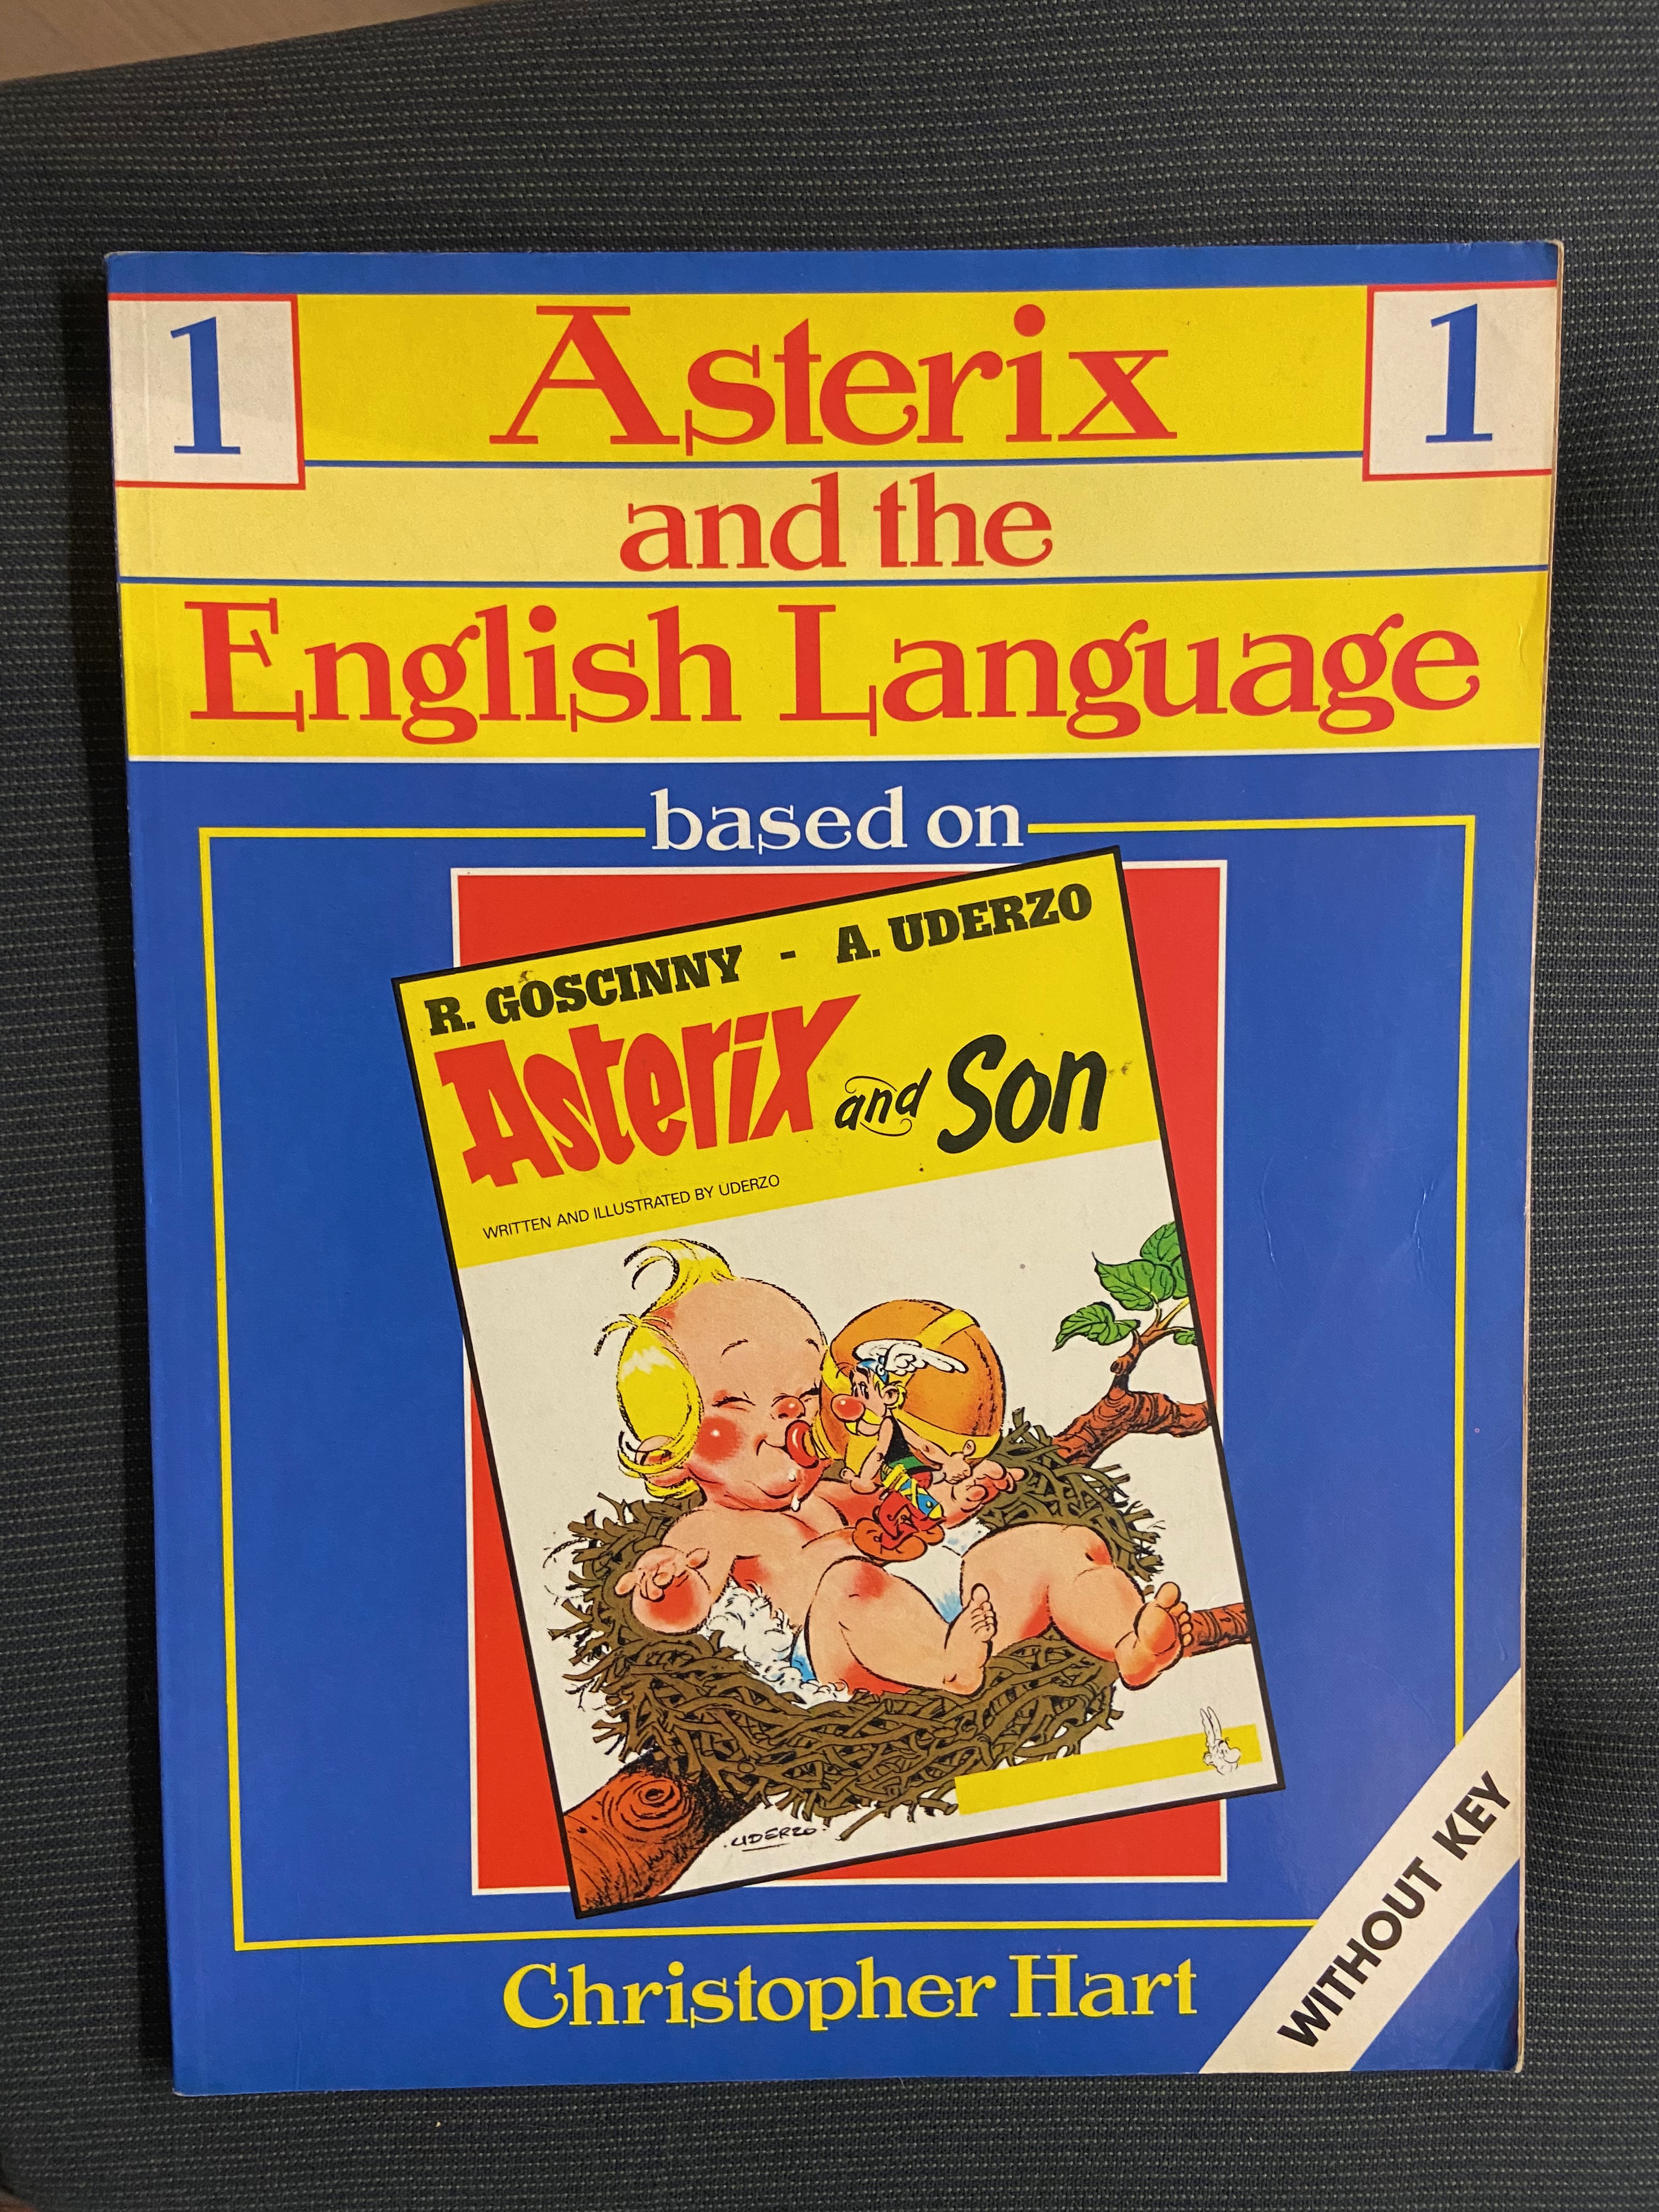 1 Asterix 1
and the
English Language
based on
R. GOSCINNY - A. UDERZO
Asterix and Son
WRITTEN AND ILLUSTRATED BY UDERZO
UDERZO
WITHOUT KEY
Christopher Hart